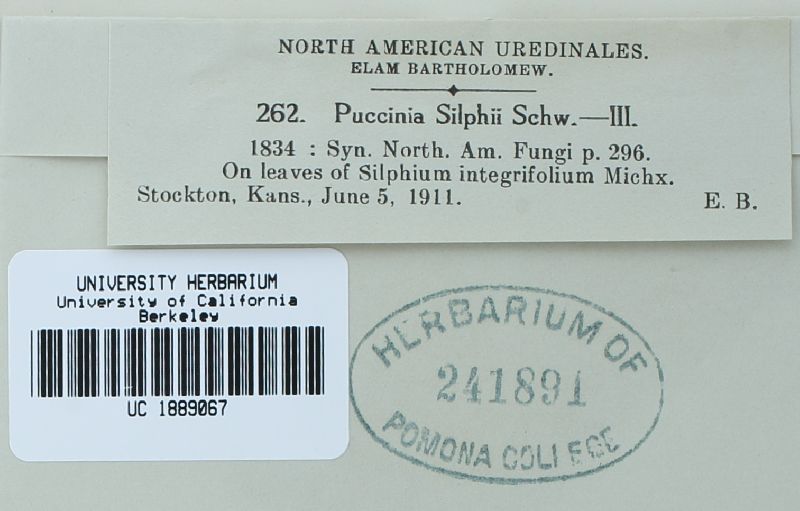 NORTH AMERICAN UREDINALES.
ELAM BARTHOLOMEW.
262. Puccinia Silphii Schw.—III.
1834 : Syn. North. Am. Fungi p. 296.
On leaves of Silphium integrifolium Michx.
Stockton, Kans., June 5, 1911. E. B.
UNIVERSITY HERBARIUM
University of California
Berkeley
UC 1889067
HERBARIUM OF
241891
POMONA COLLEGE